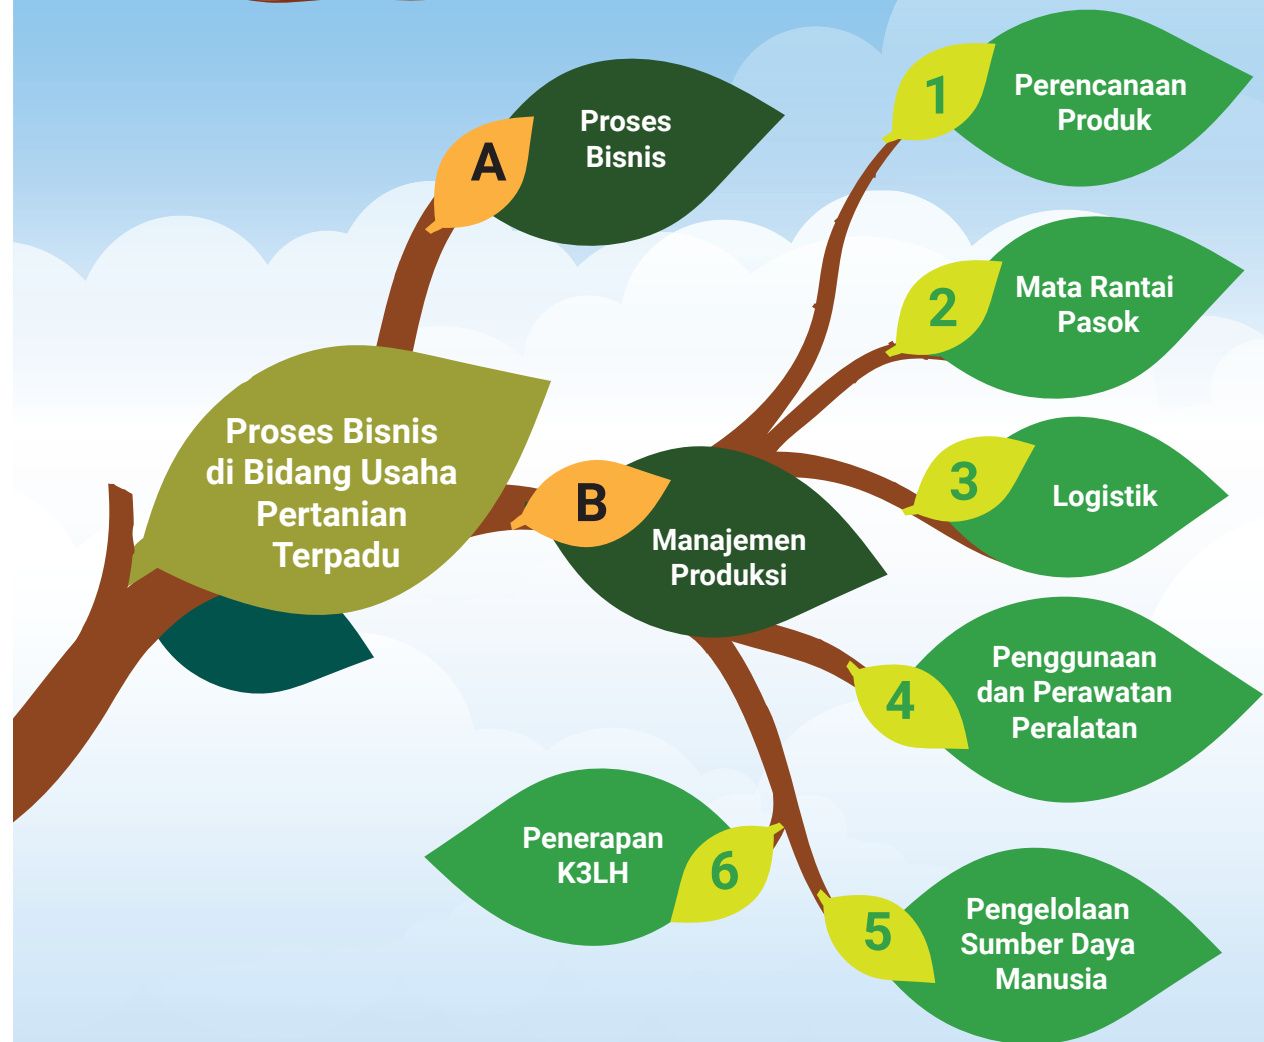 Proses Bisnis
di Bidang Usaha
Pertanian
Terpadu
A
Proses
Bisnis
B
Manajemen
Produksi
1
Perencanaan
Produk
2
Mata Rantai
Pasok
3
Logistik
4
Penggunaan
dan Perawatan
Peralatan
5
Pengelolaan
Sumber Daya
Manusia
6
Penerapan
K3LH